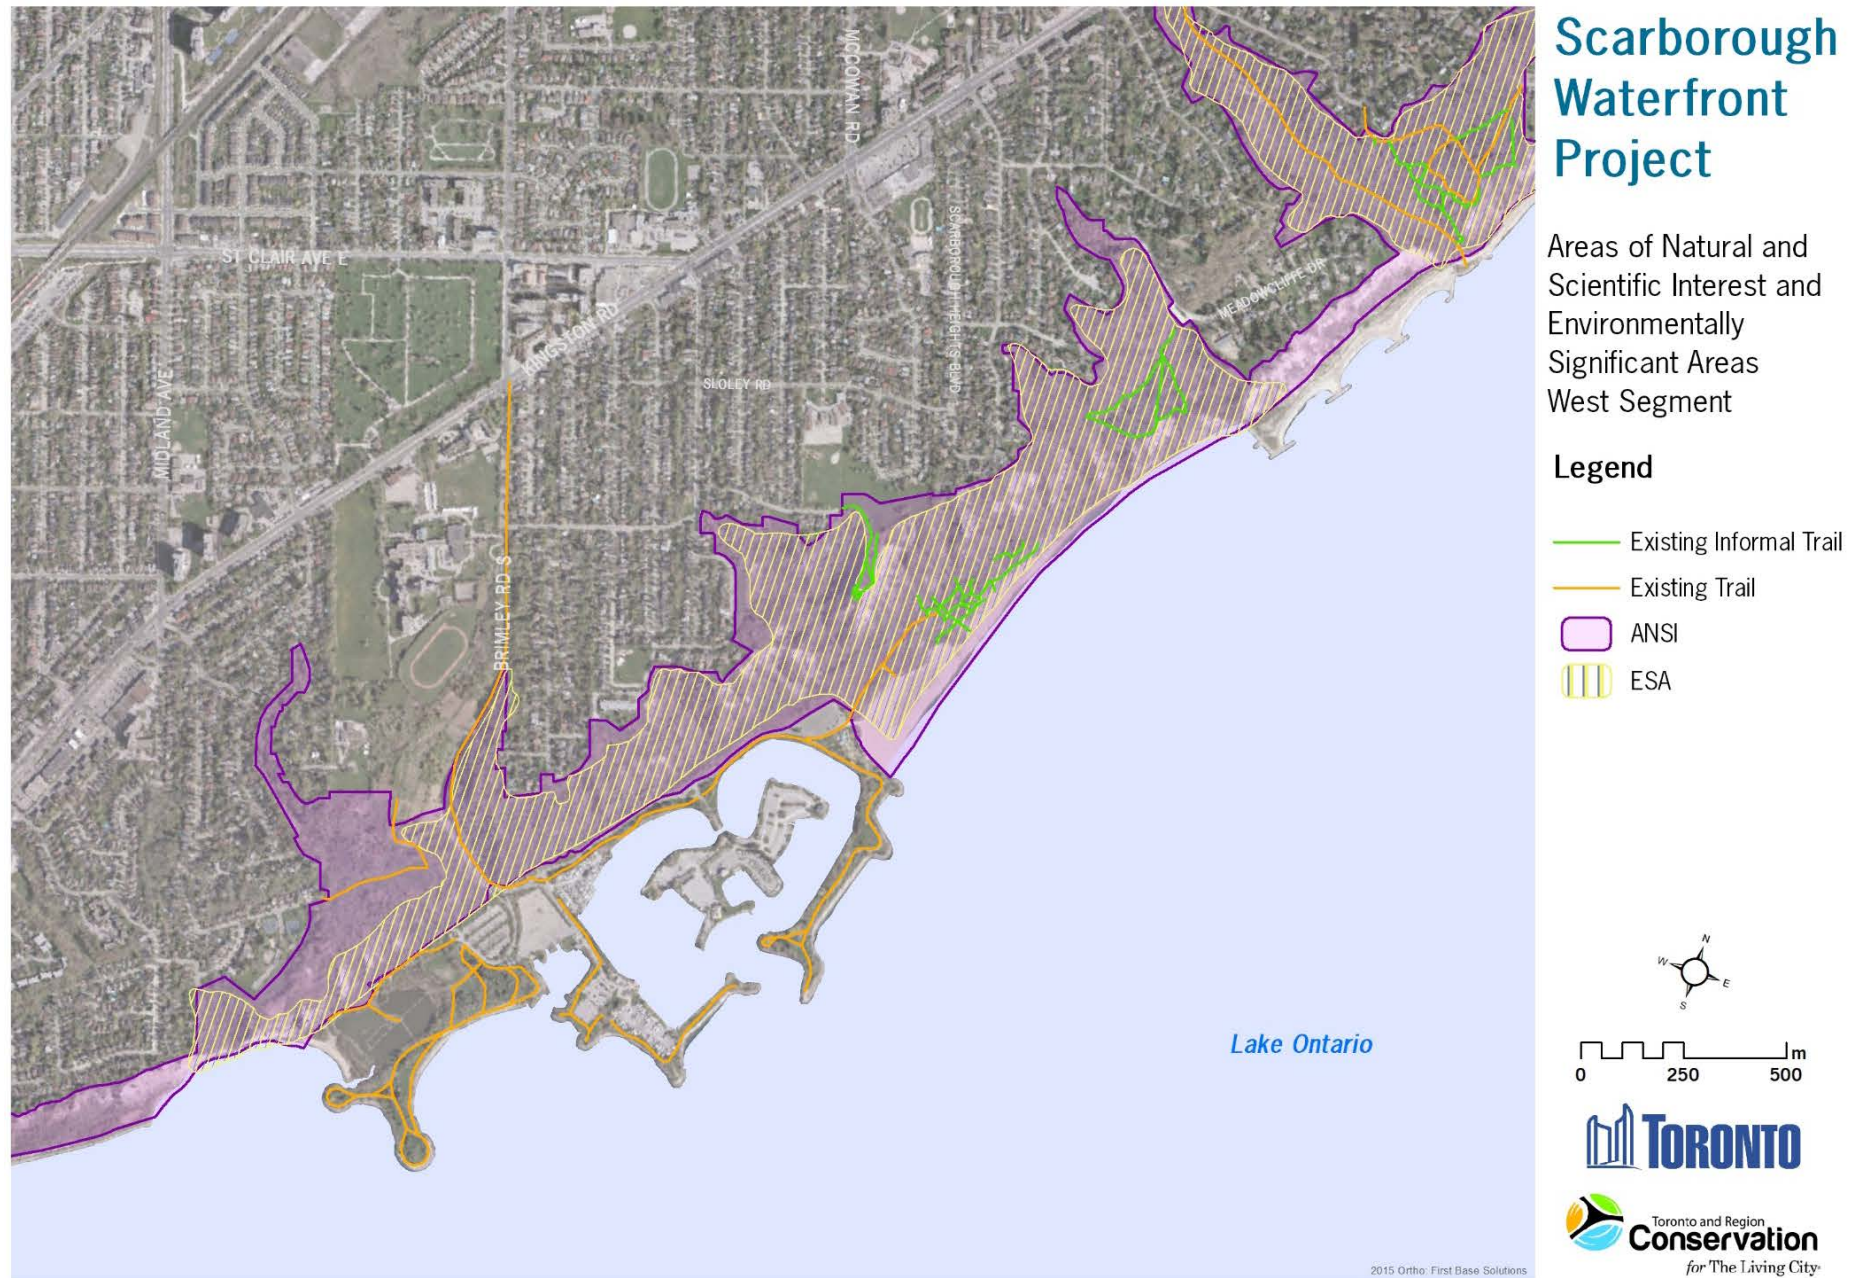 Scarborough
Waterfront
Project
Areas of Natural and
Scientific Interest and
Environmentally
Significant Areas
West Segment
Legend
Existing Informal Trail
Existing Trail
ANSI
ESA
MCCOWAN RD
ST CLAIR AVE E
KINGSTON RD
SCARBOROUGH HEIGHTS BLVD
MEADOWCLIFFE DR
MIDLAND AVE
SLOLEY RD
BRIMLEY RD S
Lake Ontario
N
W
E
S
m
0 250 500
TORONTO
Toronto and Region
Conservation
for The Living City
2015 Ortho: First Base Solutions